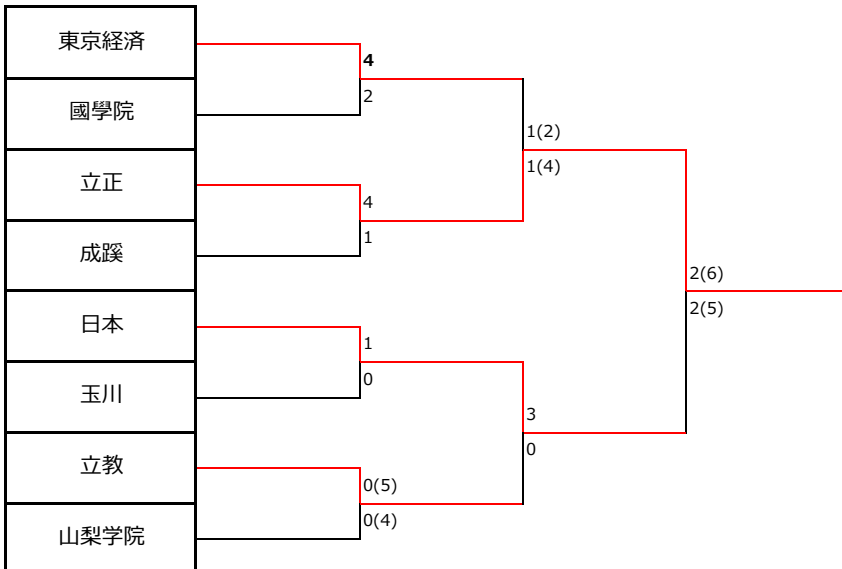 東京経済
4
2
國學院
1(2)
1(4)
立正
4
1
成蹊
2(6)
2(5)
日本
1
0
玉川
3
0
立教
0(5)
0(4)
山梨学院